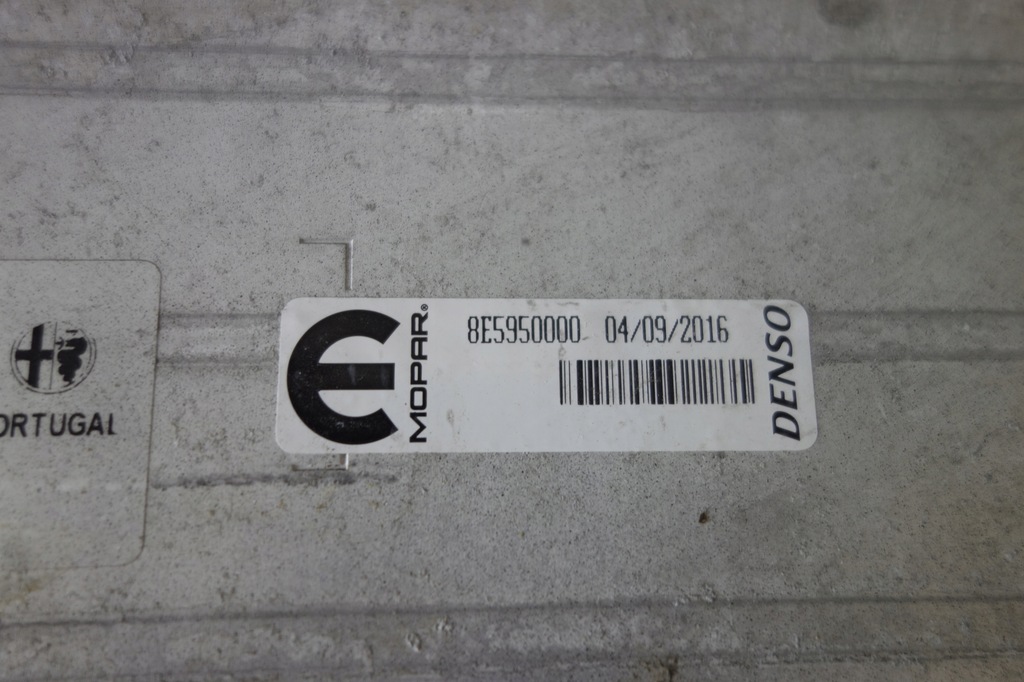 ORTUGAL
MOPAR®
8E5950000 04/09/2016
DENSO